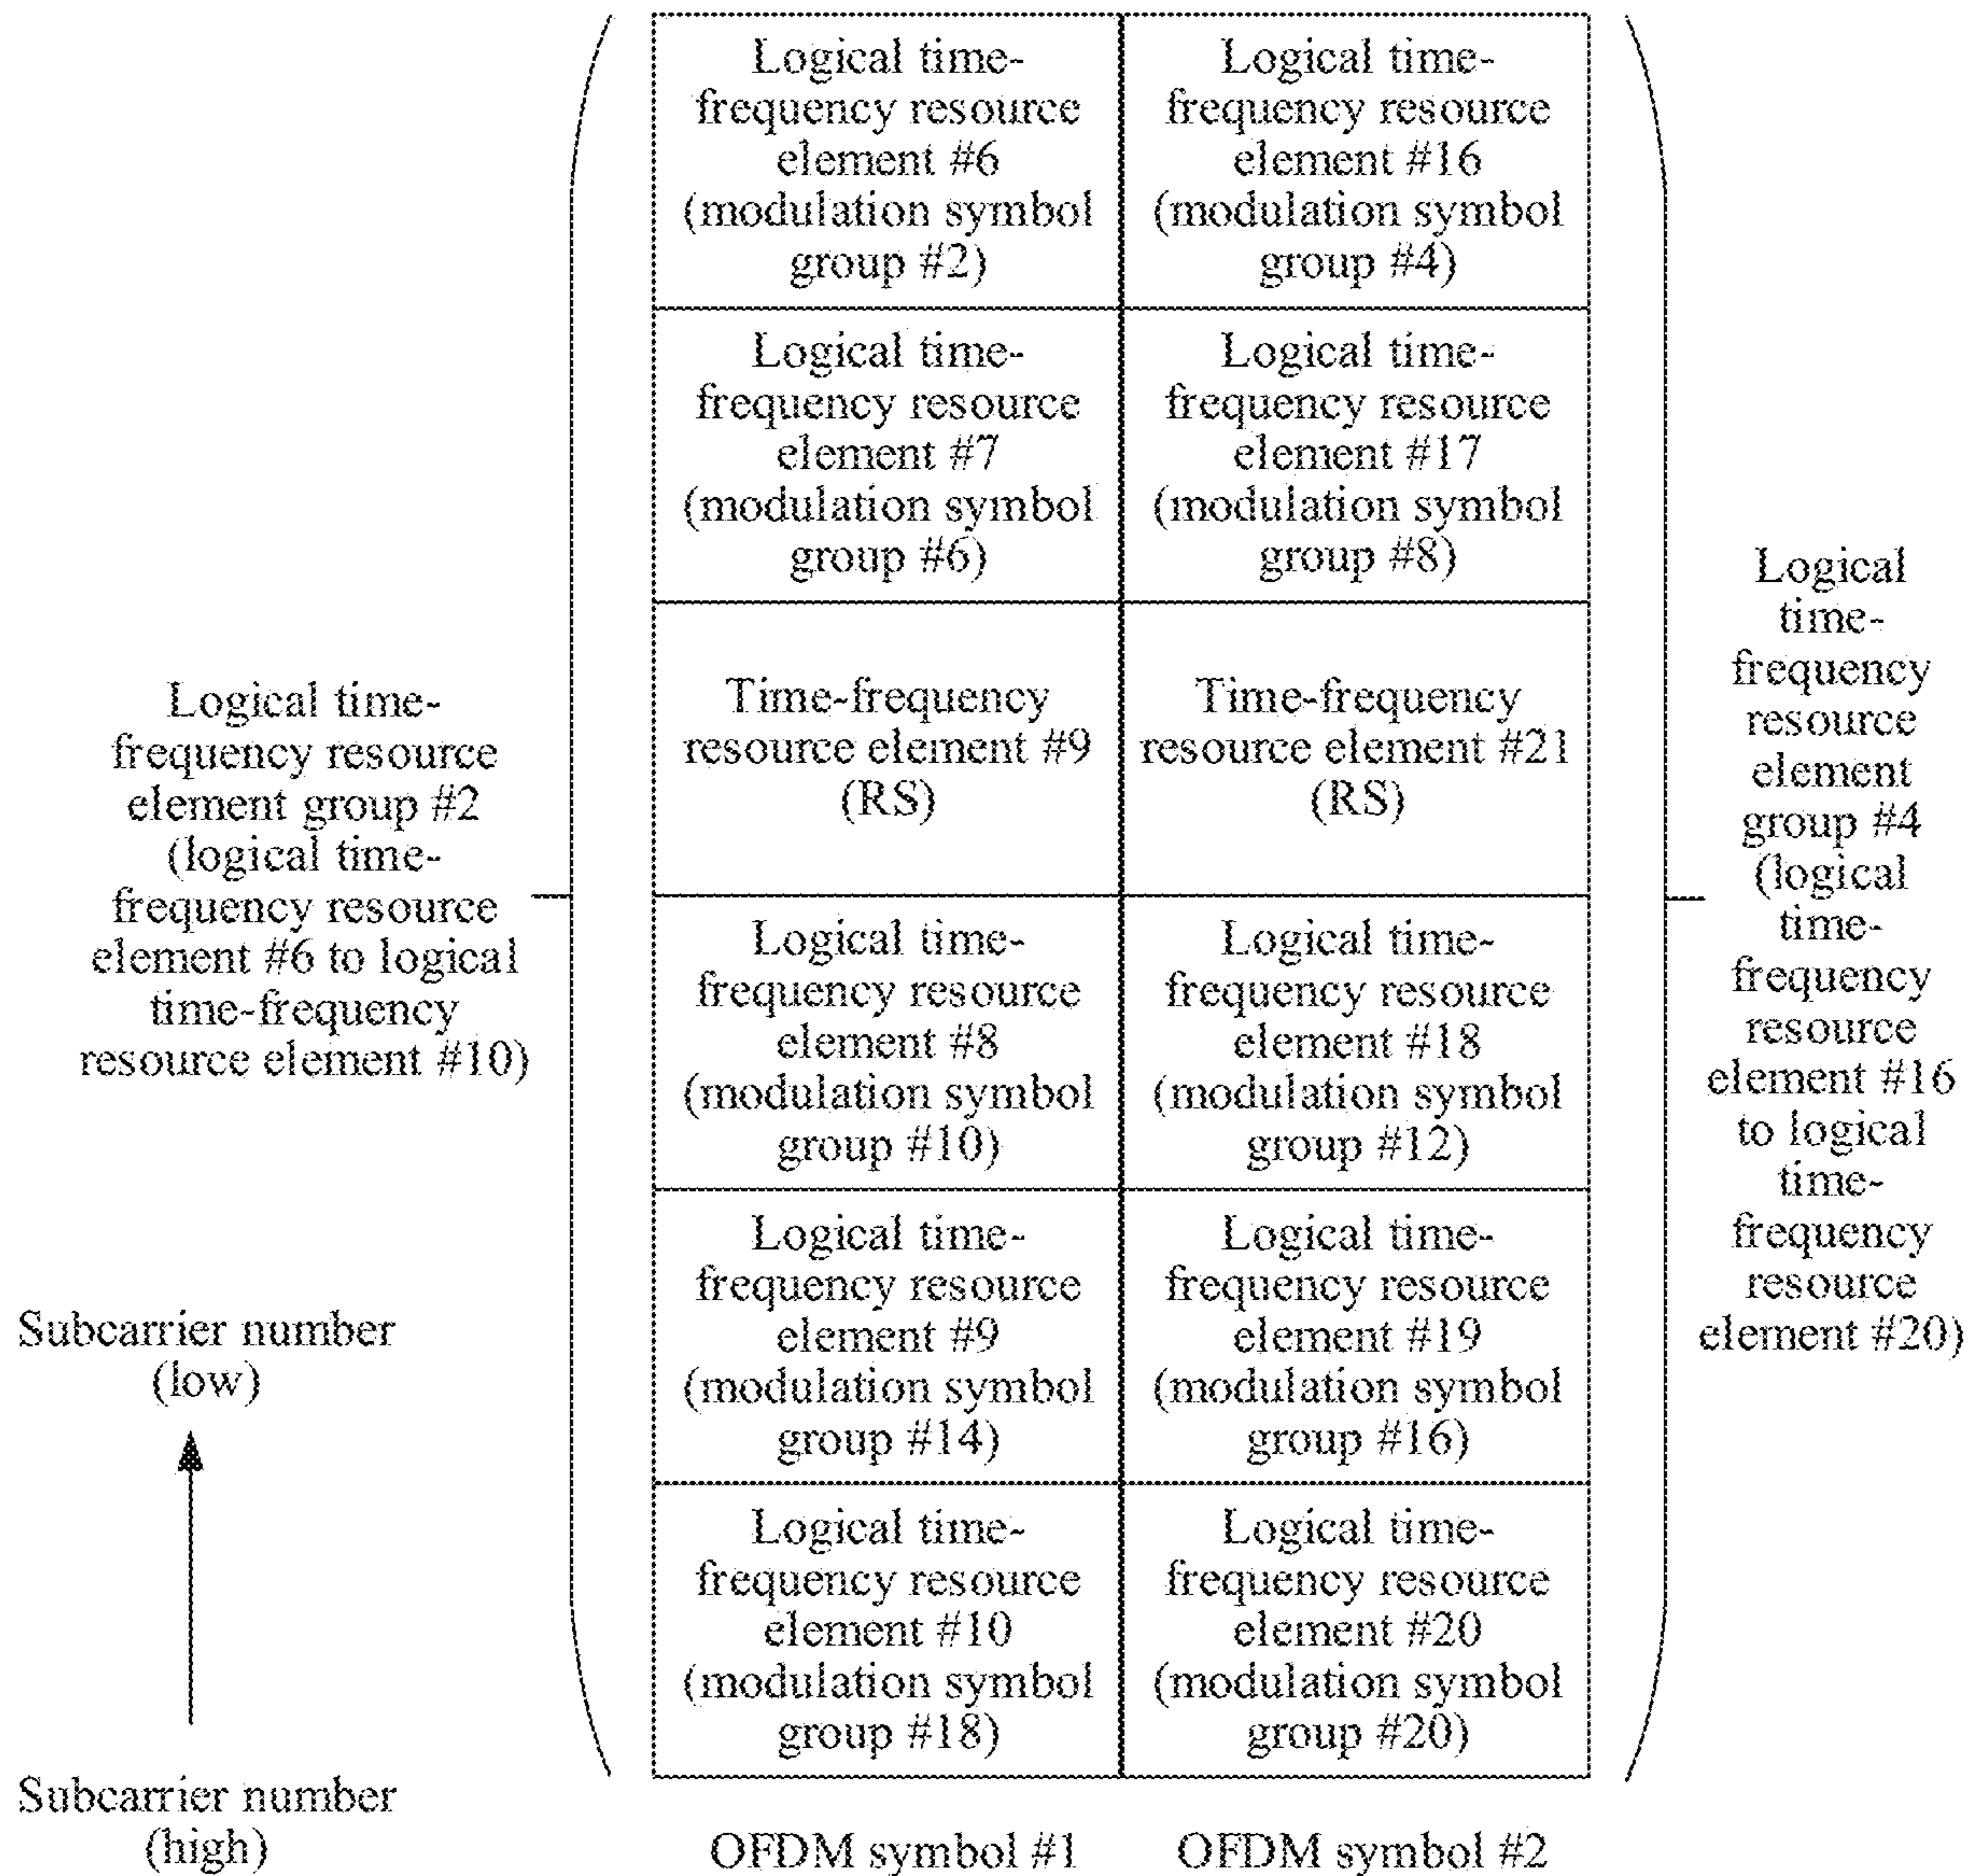 Logical time-
frequency resource
element #6
(modulation symbol
group #2)
Logical time-
frequency resource
element #16
(modulation symbol
group #4)
Logical time-
frequency resource
element #7
(modulation symbol
group #6)
Logical time-
frequency resource
element #17
(modulation symbol
group #8)
Time-frequency
resource element #9
(RS)
Time-frequency
resource element #21
(RS)
Logical time-
frequency resource
element #8
(modulation symbol
group #10)
Logical time-
frequency resource
element #18
(modulation symbol
group #12)
Logical time-
frequency resource
element #9
(modulation symbol
group #14)
Logical time-
frequency resource
element #19
(modulation symbol
group #16)
Logical time-
frequency resource
element #10
(modulation symbol
group #18)
Logical time-
frequency resource
element #20
(modulation symbol
group #20)
Logical time-
frequency resource
element group #2
(logical time-
frequency resource
element #6 to logical
time-frequency
resource element #10)
Logical
time-
frequency
resource
element
group #4
(logical
time-
frequency
resource
element #16
to logical
time-
frequency
resource
element #20)
Subcarrier number
(low)
Subcarrier number
(high)
OFDM symbol #1
OFDM symbol #2